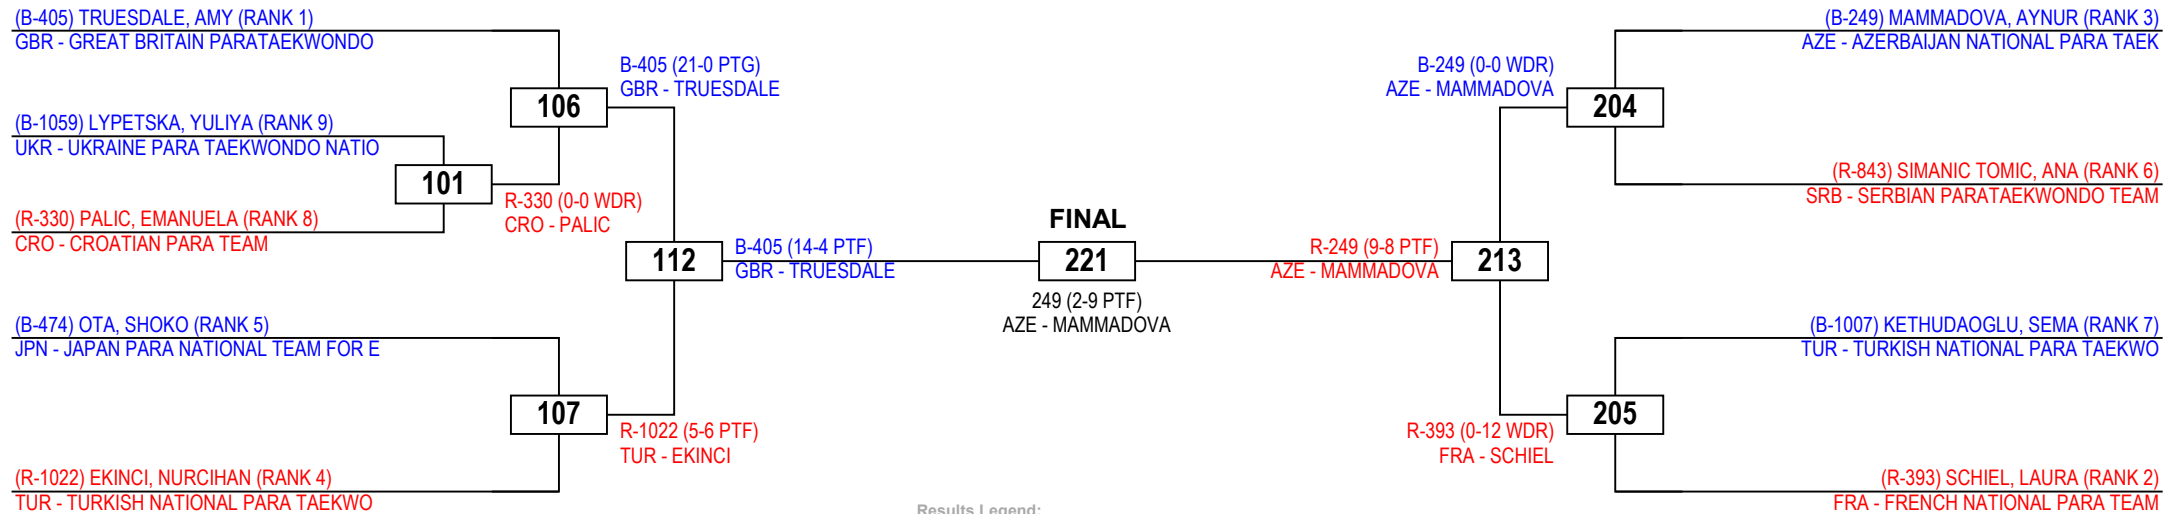 (B-405) TRUESDALE, AMY (RANK 1)
GBR - GREAT BRITAIN PARATAEKWONDO
106
B-405 (21-0 PTG)
GBR - TRUESDALE
(B-1059) LYPETSKA, YULIYA (RANK 9)
UKR - UKRAINE PARA TAEKWONDO NATIO
101
R-330 (0-0 WDR)
CRO - PALIC
(R-330) PALIC, EMANUELA (RANK 8)
CRO - CROATIAN PARA TEAM
112
B-405 (14-4 PTF)
GBR - TRUESDALE
(B-474) OTA, SHOKO (RANK 5)
JPN - JAPAN PARA NATIONAL TEAM FOR E
107
R-1022 (5-6 PTF)
TUR - EKINCI
(R-1022) EKINCI, NURCIHAN (RANK 4)
TUR - TURKISH NATIONAL PARA TAEKWO
FINAL
221
249 (2-9 PTF)
AZE - MAMMADOVA
(B-249) MAMMADOVA, AYNUR (RANK 3)
AZE - AZERBAIJAN NATIONAL PARA TAEK
B-249 (0-0 WDR)
AZE - MAMMADOVA
204
(R-843) SIMANIC TOMIC, ANA (RANK 6)
SRB - SERBIAN PARATAEKWONDO TEAM
R-249 (9-8 PTF)
AZE - MAMMADOVA
213
(B-1007) KETHUDAOGLU, SEMA (RANK 7)
TUR - TURKISH NATIONAL PARA TAEKWO
205
R-393 (0-12 WDR)
FRA - SCHIEL
(R-393) SCHIEL, LAURA (RANK 2)
FRA - FRENCH NATIONAL PARA TEAM
Results Legend: